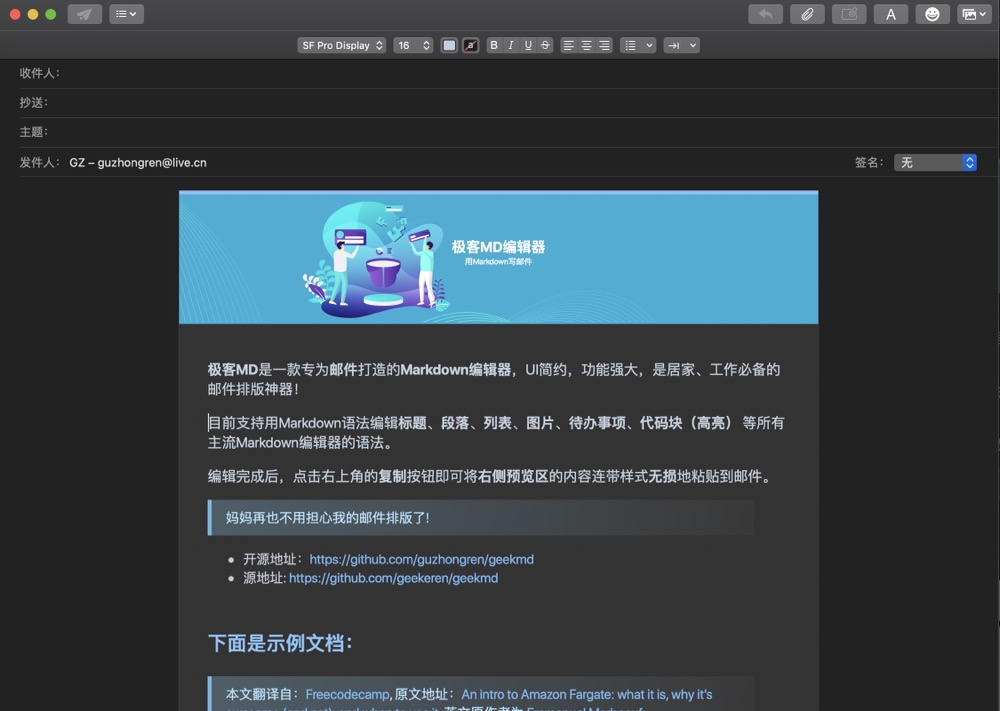 SF Pro Display
16
a
B I U S
A
收件人：
抄送：
主题：
发件人： GZ – guzhongren@live.cn
签名： 无
极客MD编辑器
用Markdown写邮件
极客MD是一款专为邮件打造的Markdown编辑器，UI简约，功能强大，是居家、工作必备的
邮件排版神器！
目前支持用Markdown语法编辑标题、段落、列表、图片、待办事项、代码块（高亮） 等所有
主流Markdown编辑器的语法。
编辑完成后，点击右上角的复制按钮即可将右侧预览区的内容连带样式无损地粘贴到邮件。
妈妈再也不用担心我的邮件排版了!
开源地址：https://github.com/guzhongren/geekmd
源地址: https://github.com/geekeren/geekmd
下面是示例文档：
本文翻译自：Freecodecamp, 原文地址：An intro to Amazon Fargate: what it is, why it's